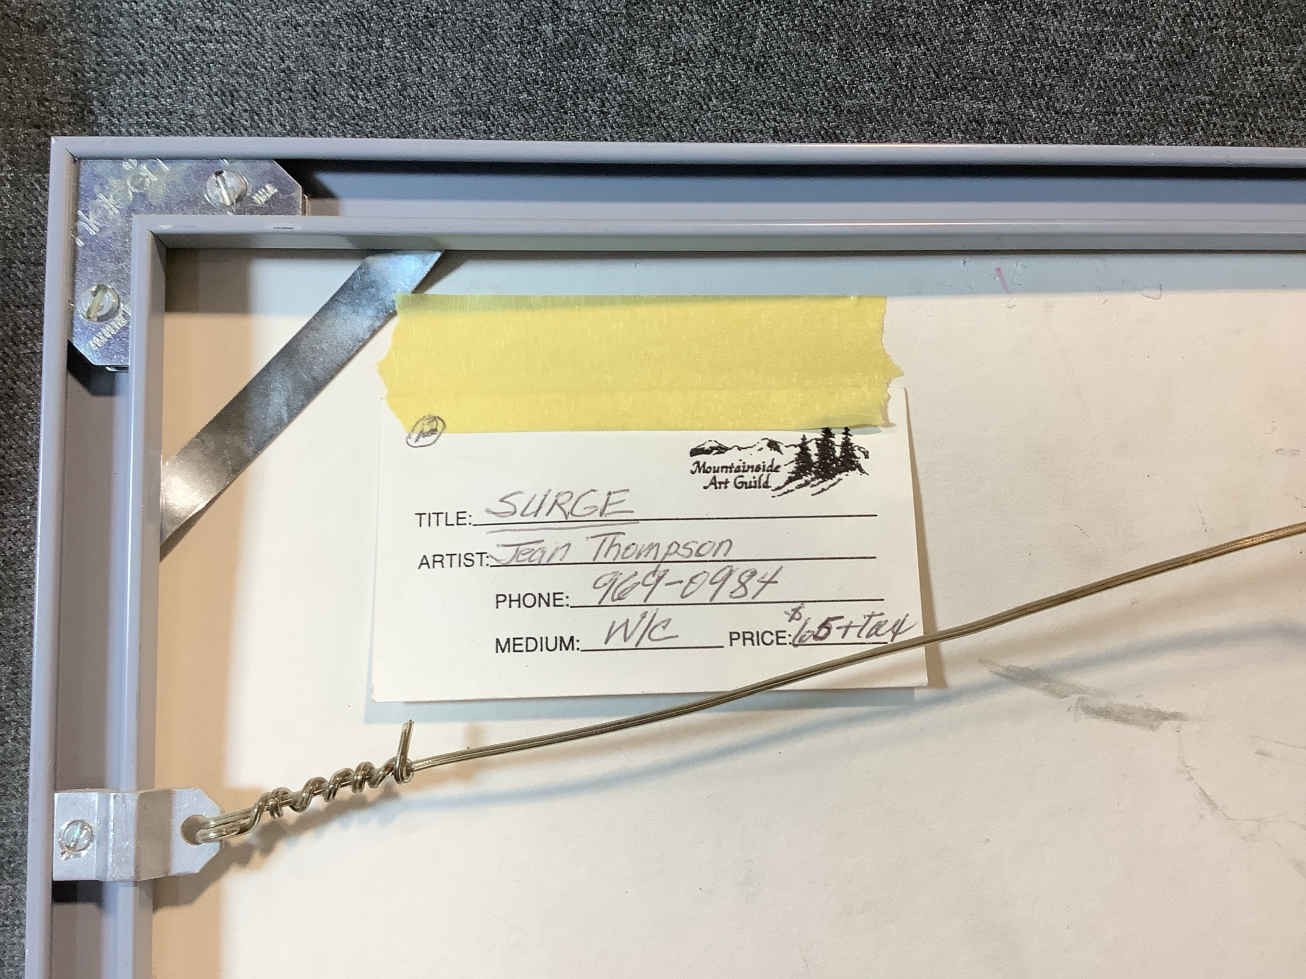 Mountainside
Art Guild
TITLE: SURGE
ARTIST: Jean Thompson
PHONE: 969-0984
MEDIUM: W/C PRICE: $65+Tax